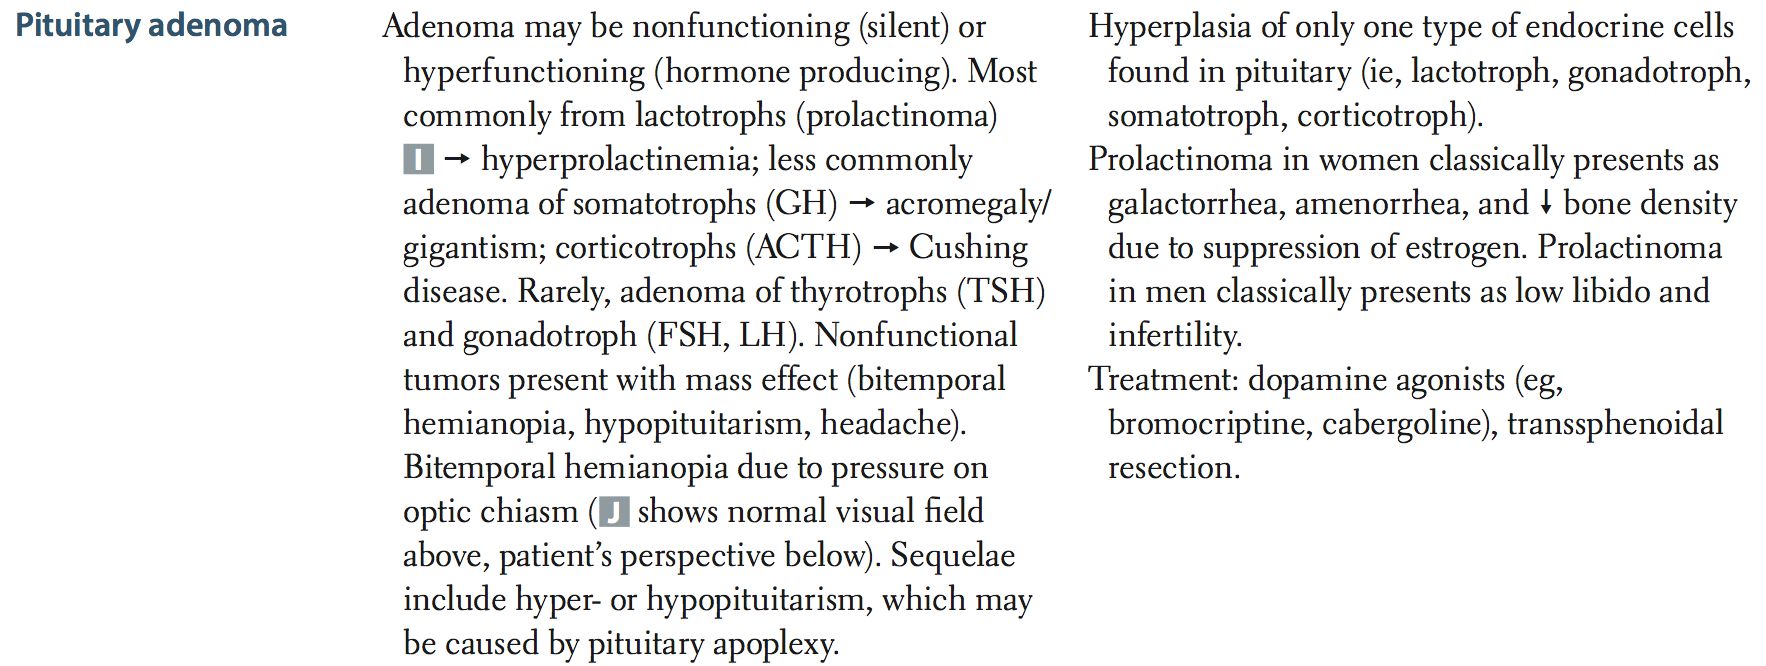 Pituitary adenoma
Adenoma may be nonfunctioning (silent) or
hyperfunctioning (hormone producing). Most
commonly from lactotrophs (prolactinoma)
I → hyperprolactinemia; less commonly
adenoma of somatotrophs (GH) → acromegaly/
gigantism; corticotrophs (ACTH) → Cushing
disease. Rarely, adenoma of thyrotrophs (TSH)
and gonadotroph (FSH, LH). Nonfunctional
tumors present with mass effect (bitemporal
hemianopia, hypopituitarism, headache).
Bitemporal hemianopia due to pressure on
optic chiasm (J shows normal visual field
above, patient’s perspective below). Sequelae
include hyper- or hypopituitarism, which may
be caused by pituitary apoplexy.
Hyperplasia of only one type of endocrine cells
found in pituitary (ie, lactotroph, gonadotroph,
somatotroph, corticotroph).
Prolactinoma in women classically presents as
galactorrhea, amenorrhea, and ↓ bone density
due to suppression of estrogen. Prolactinoma
in men classically presents as low libido and
infertility.
Treatment: dopamine agonists (eg,
bromocriptine, cabergoline), transsphenoidal
resection.